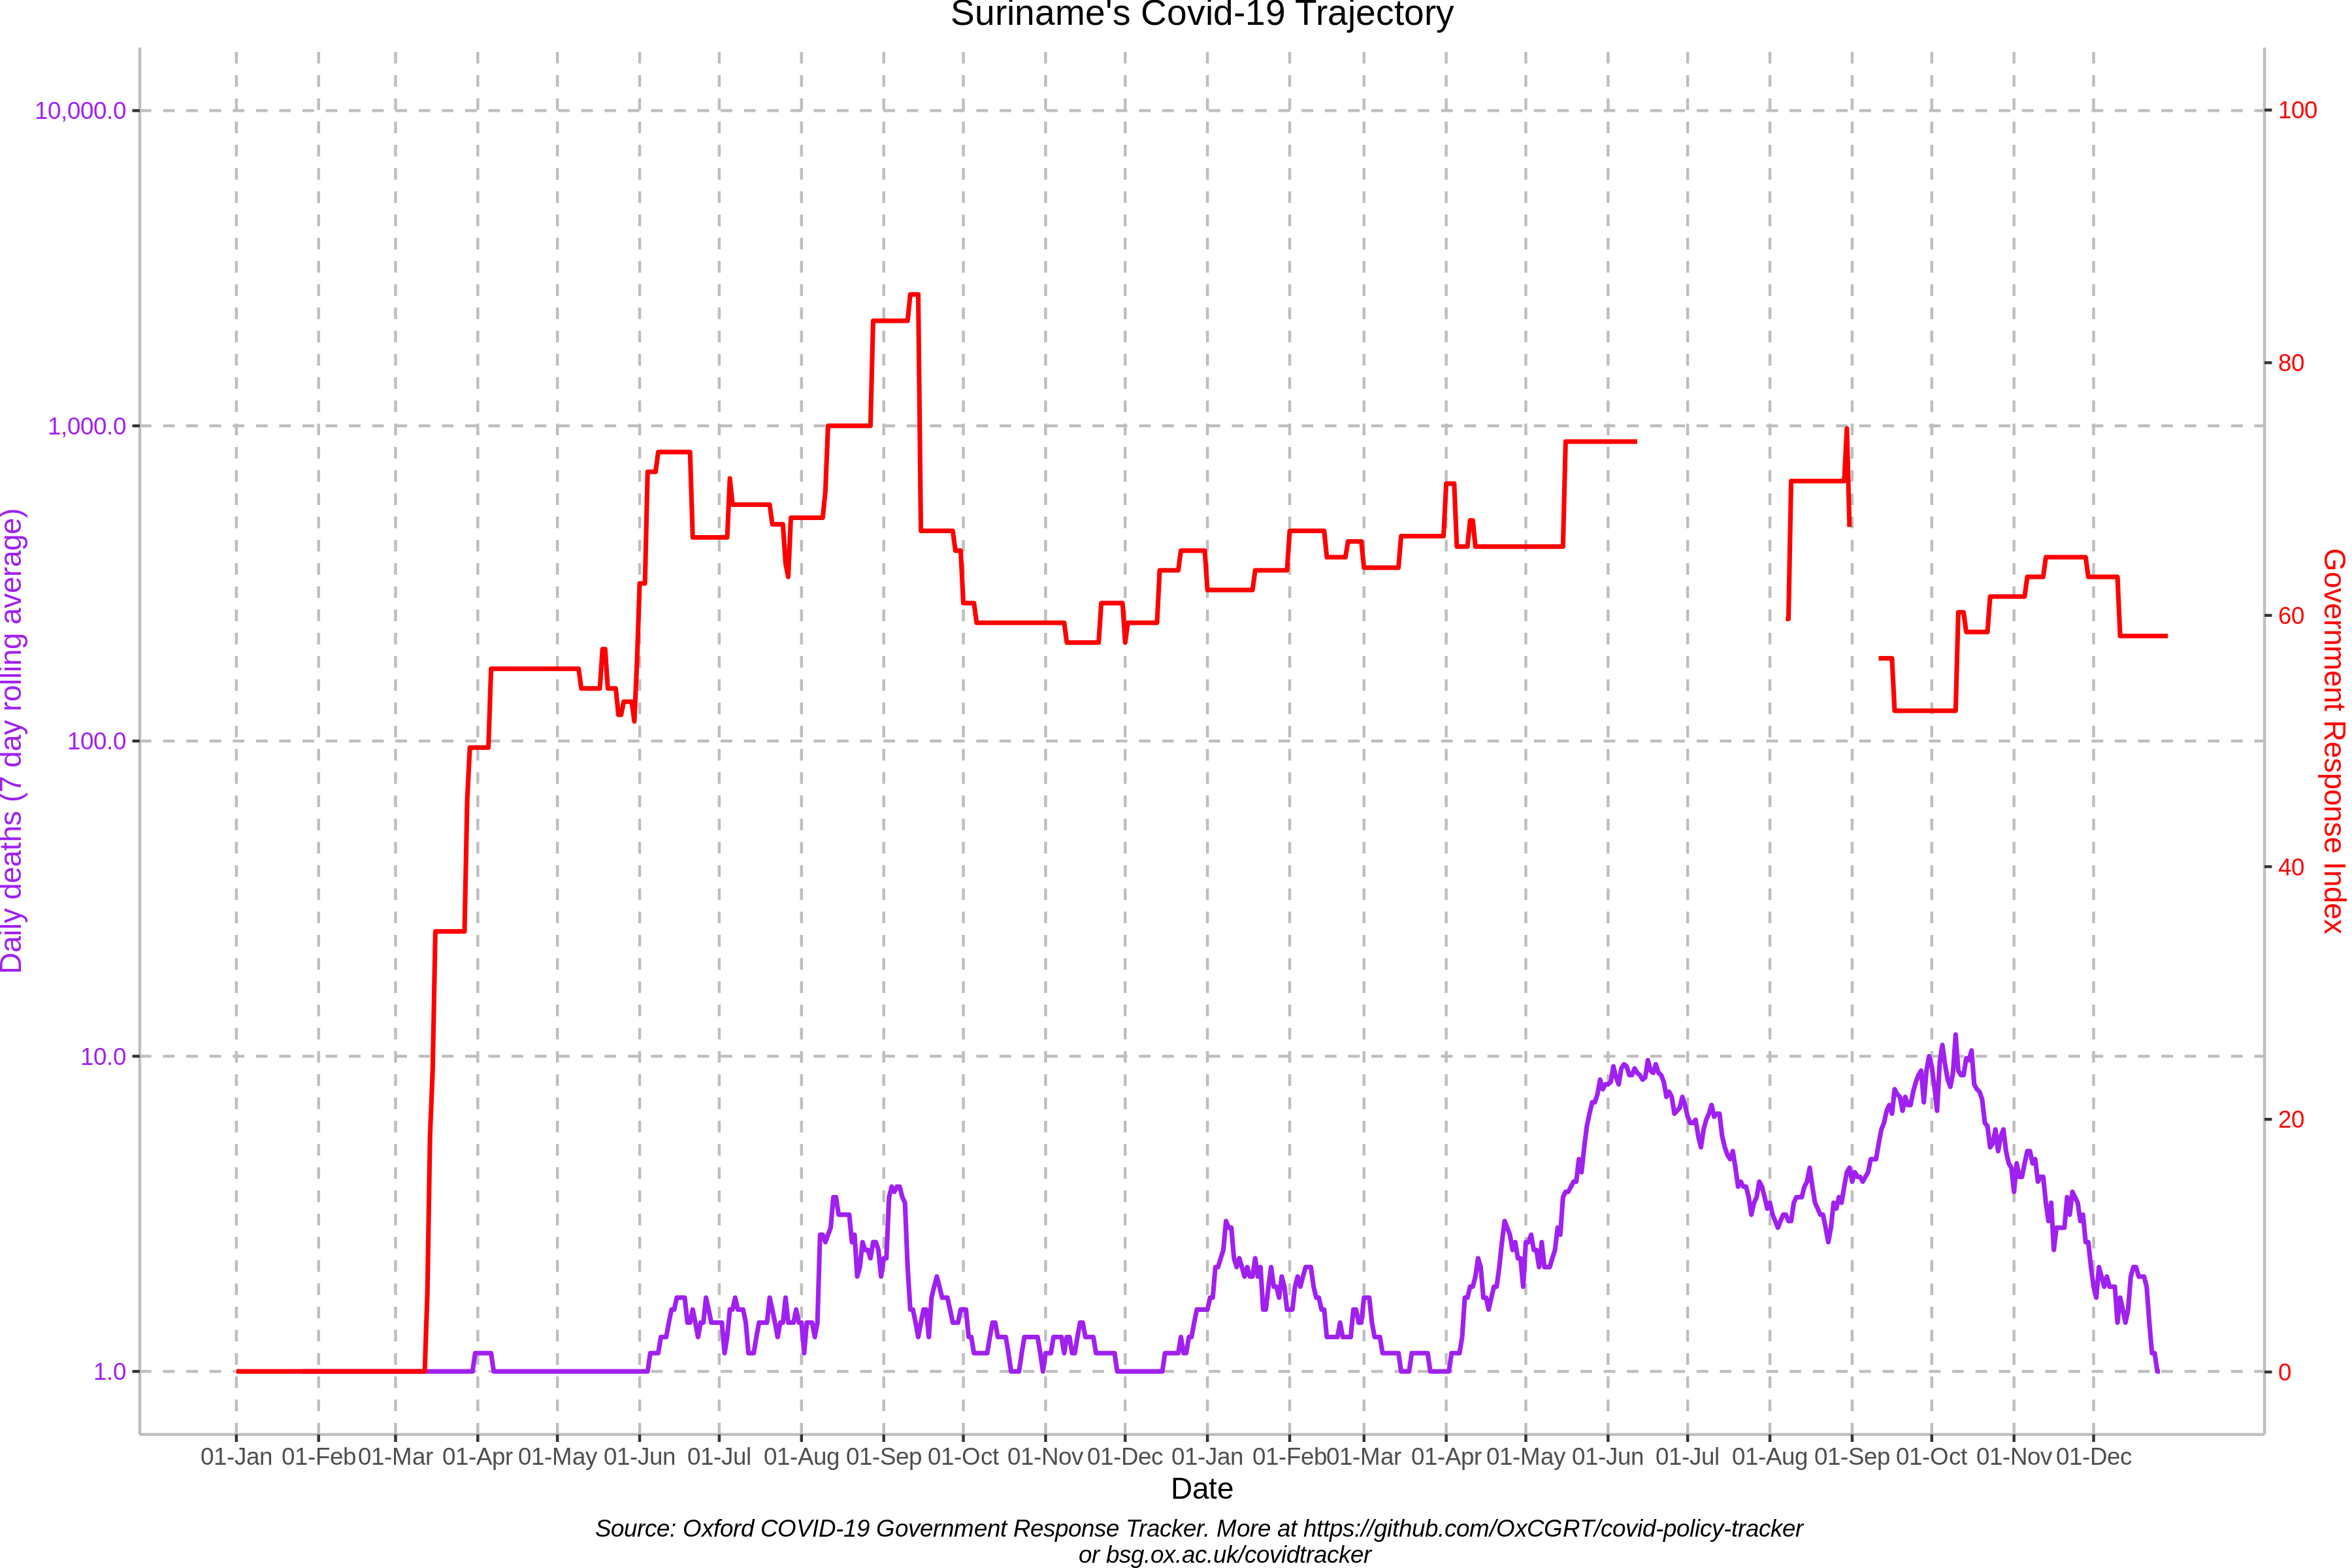 Suriname's Covid-19 Trajectory
10,000.0
1,000.0
100.0
10.0
1.0
Daily deaths (7 day rolling average)
100
80
60
40
20
0
Government Response Index
01-Jan 01-Feb 01-Mar 01-Apr 01-May 01-Jun 01-Jul 01-Aug 01-Sep 01-Oct 01-Nov 01-Dec 01-Jan 01-Feb 01-Mar 01-Apr 01-May 01-Jun 01-Jul 01-Aug 01-Sep 01-Oct 01-Nov 01-Dec
Date
Source: Oxford COVID-19 Government Response Tracker. More at https://github.com/OxCGRT/covid-policy-tracker
or bsg.ox.ac.uk/covidtracker